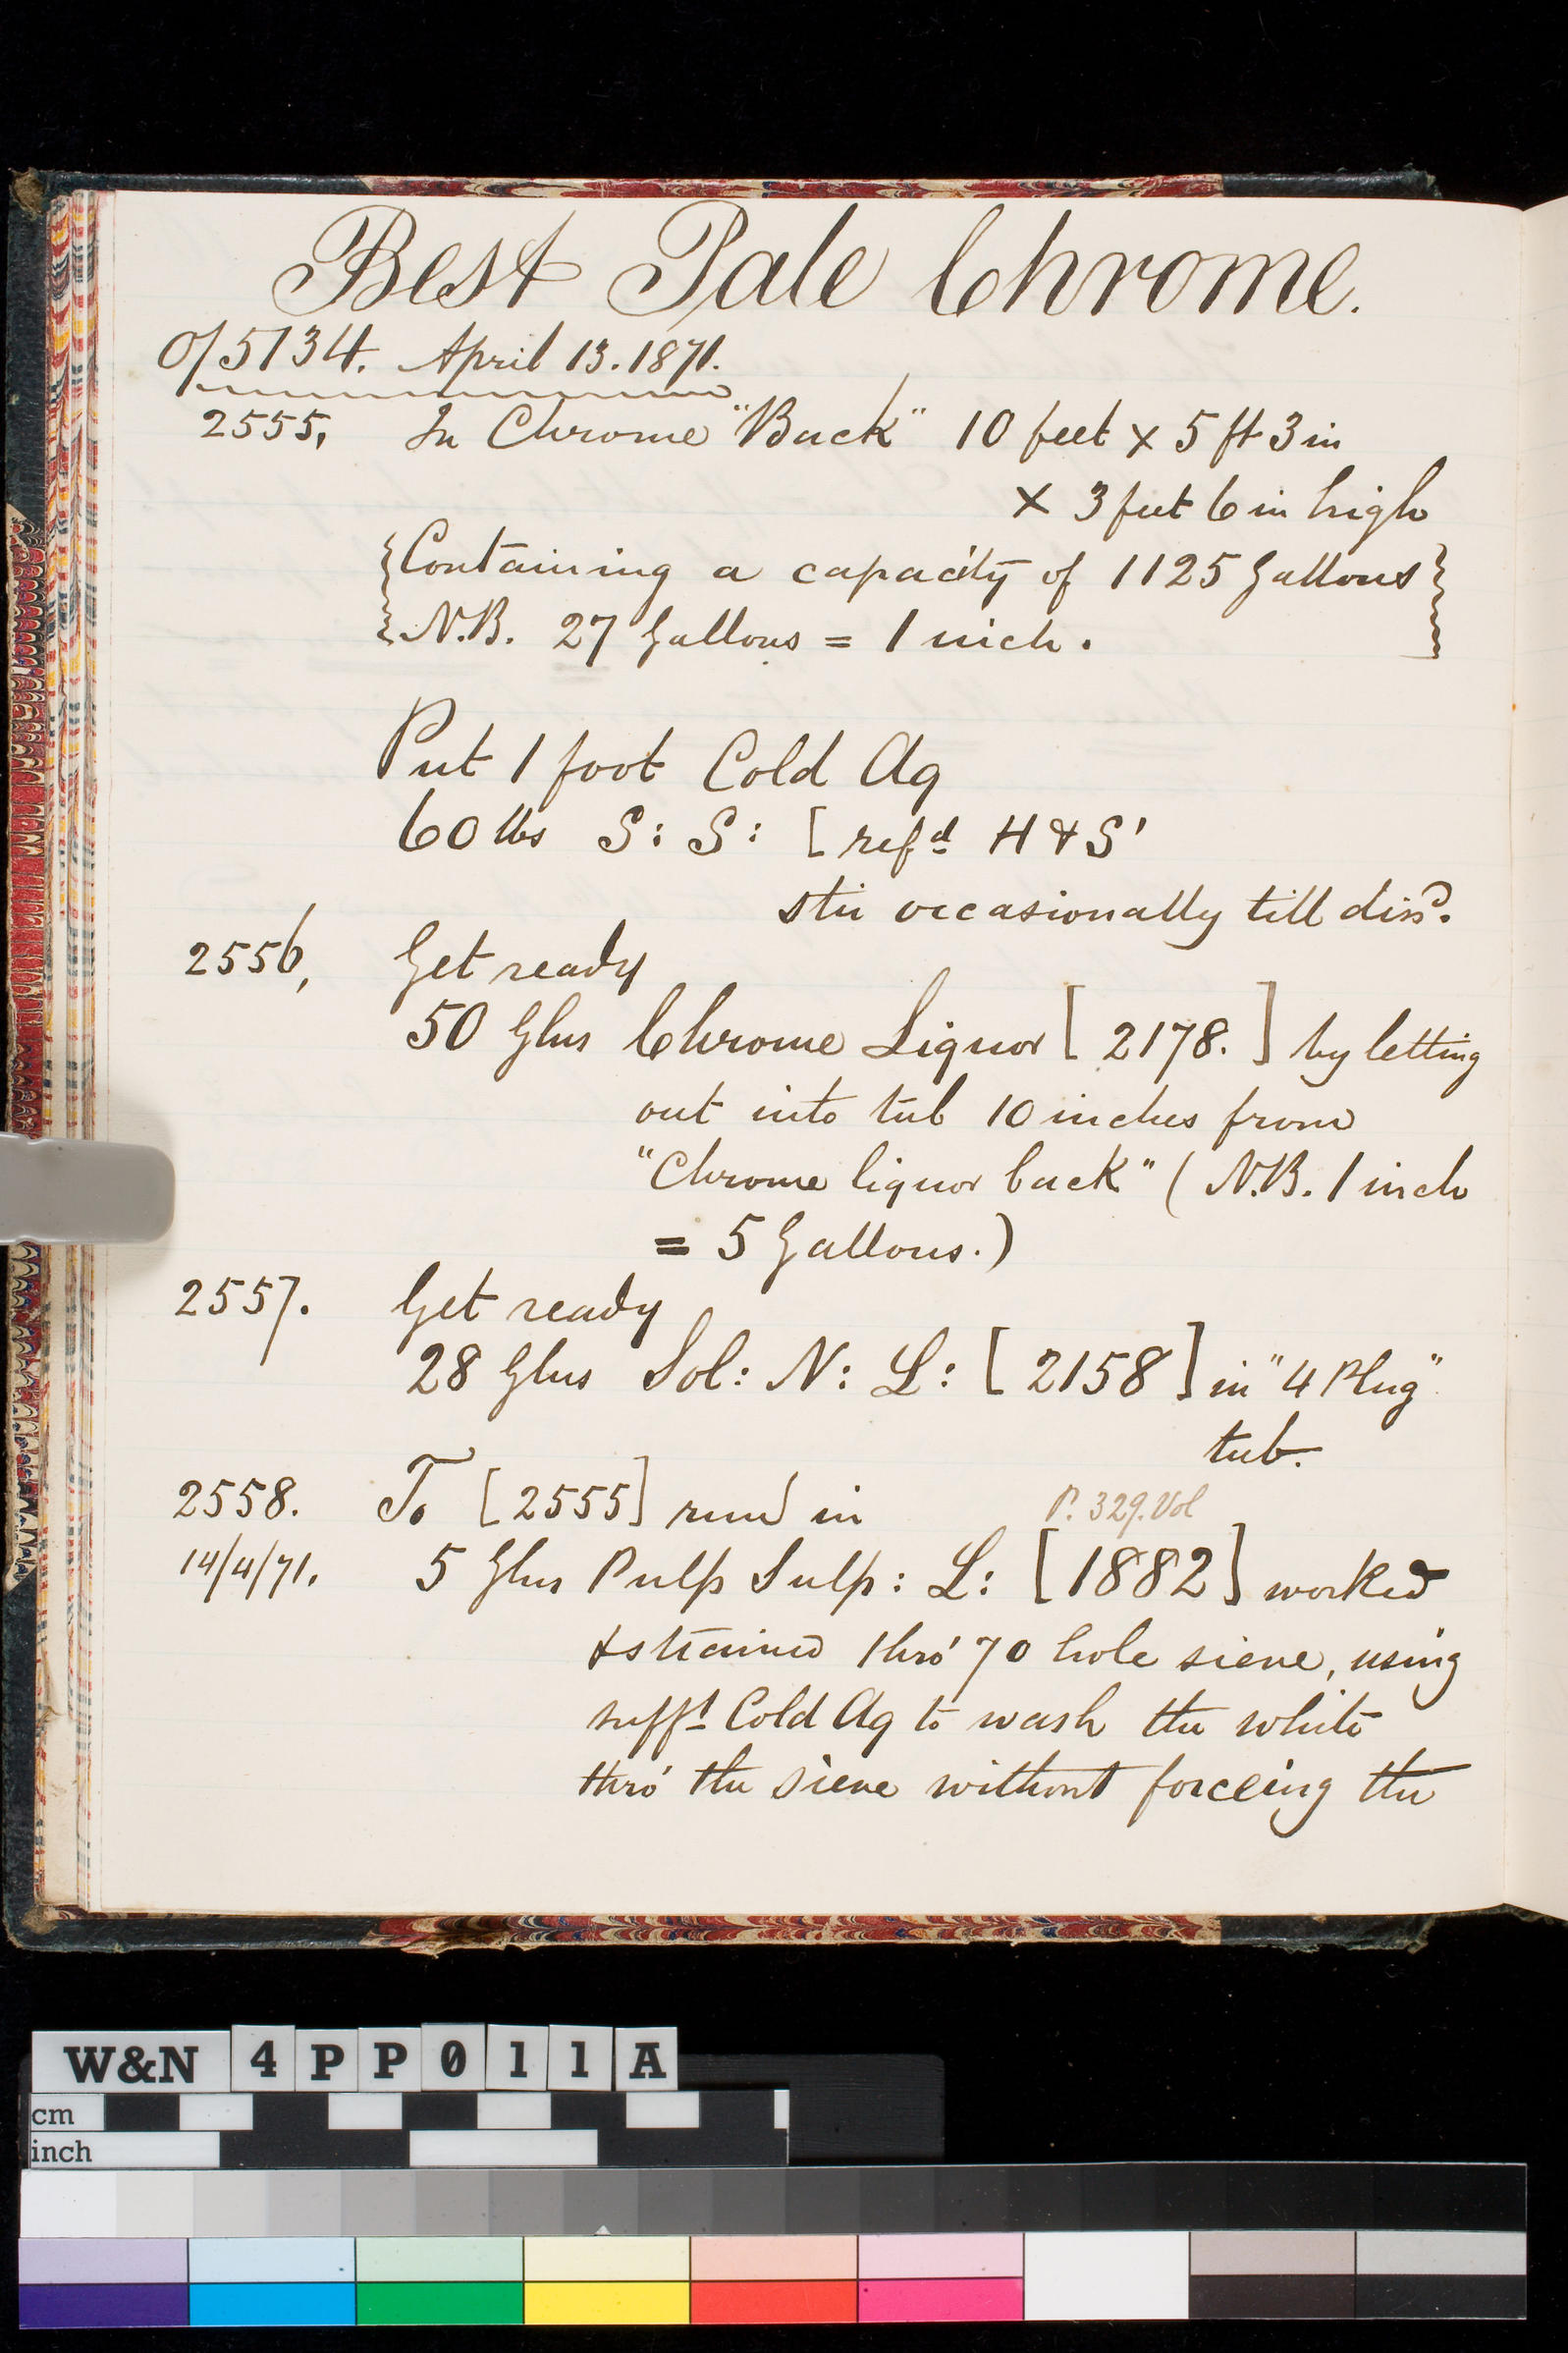 Best Pale Chrome.
O/5134. April 13. 1871.
2555, In Chrome "Back" 10 feet x 5 ft 3 in
x 3 feet 6 in high
{Containing a capacity of 1125 Gallons}
N.B. 27 Gallons = 1 inch.
Put 1 foot Cold Aq
60 lbs S: S: [ refd H & S'
stir occasionally till dissd.
2556, Get ready
50 Glns Chrome Liquor [ 2178. ] by letting
out into tub 10 inches from
"Chrome liquor back" ( N.B. 1 inch
= 5 Gallons.)
2557. Get ready
28 Glns Sol: N: L: [ 2158 ] in "4 Plug"
tub.
2558. To [2555] run in P. 329. Vol
14/4/71. 5 Glns Pulp Sulp: L: [1882] worked
& strained thro' 70 hole sieve, using
sufft Cold Aq to wash the white
thro' the sieve without forceing the
W&N 4PP011A
cm
inch